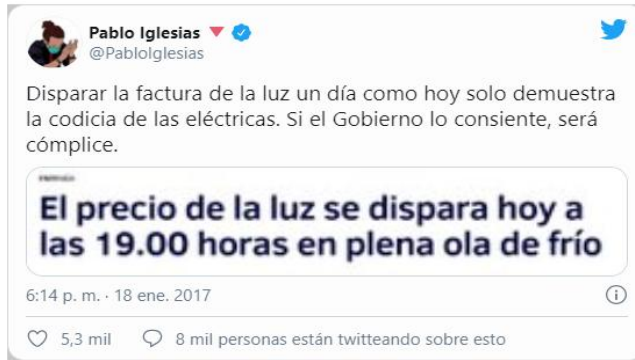 Pablo Iglesias
@PabloIglesias
Disparar la factura de la luz un día como hoy solo demuestra
la codicia de las eléctricas. Si el Gobierno lo consiente, será
cómplice.
El precio de la luz se dispara hoy a
las 19.00 horas en plena ola de frío
6:14 p. m. · 18 ene. 2017
5,3 mil 8 mil personas están twitteando sobre esto